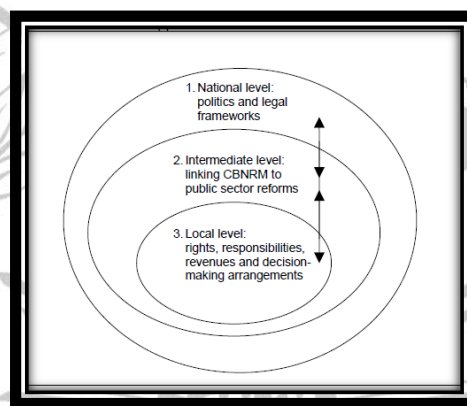 1. National level:
politics and legal
frameworks
2. Intermediate level:
linking CBNRM to
public sector reforms
3. Local level:
rights, responsibilities,
revenues and decision-
making arrangements